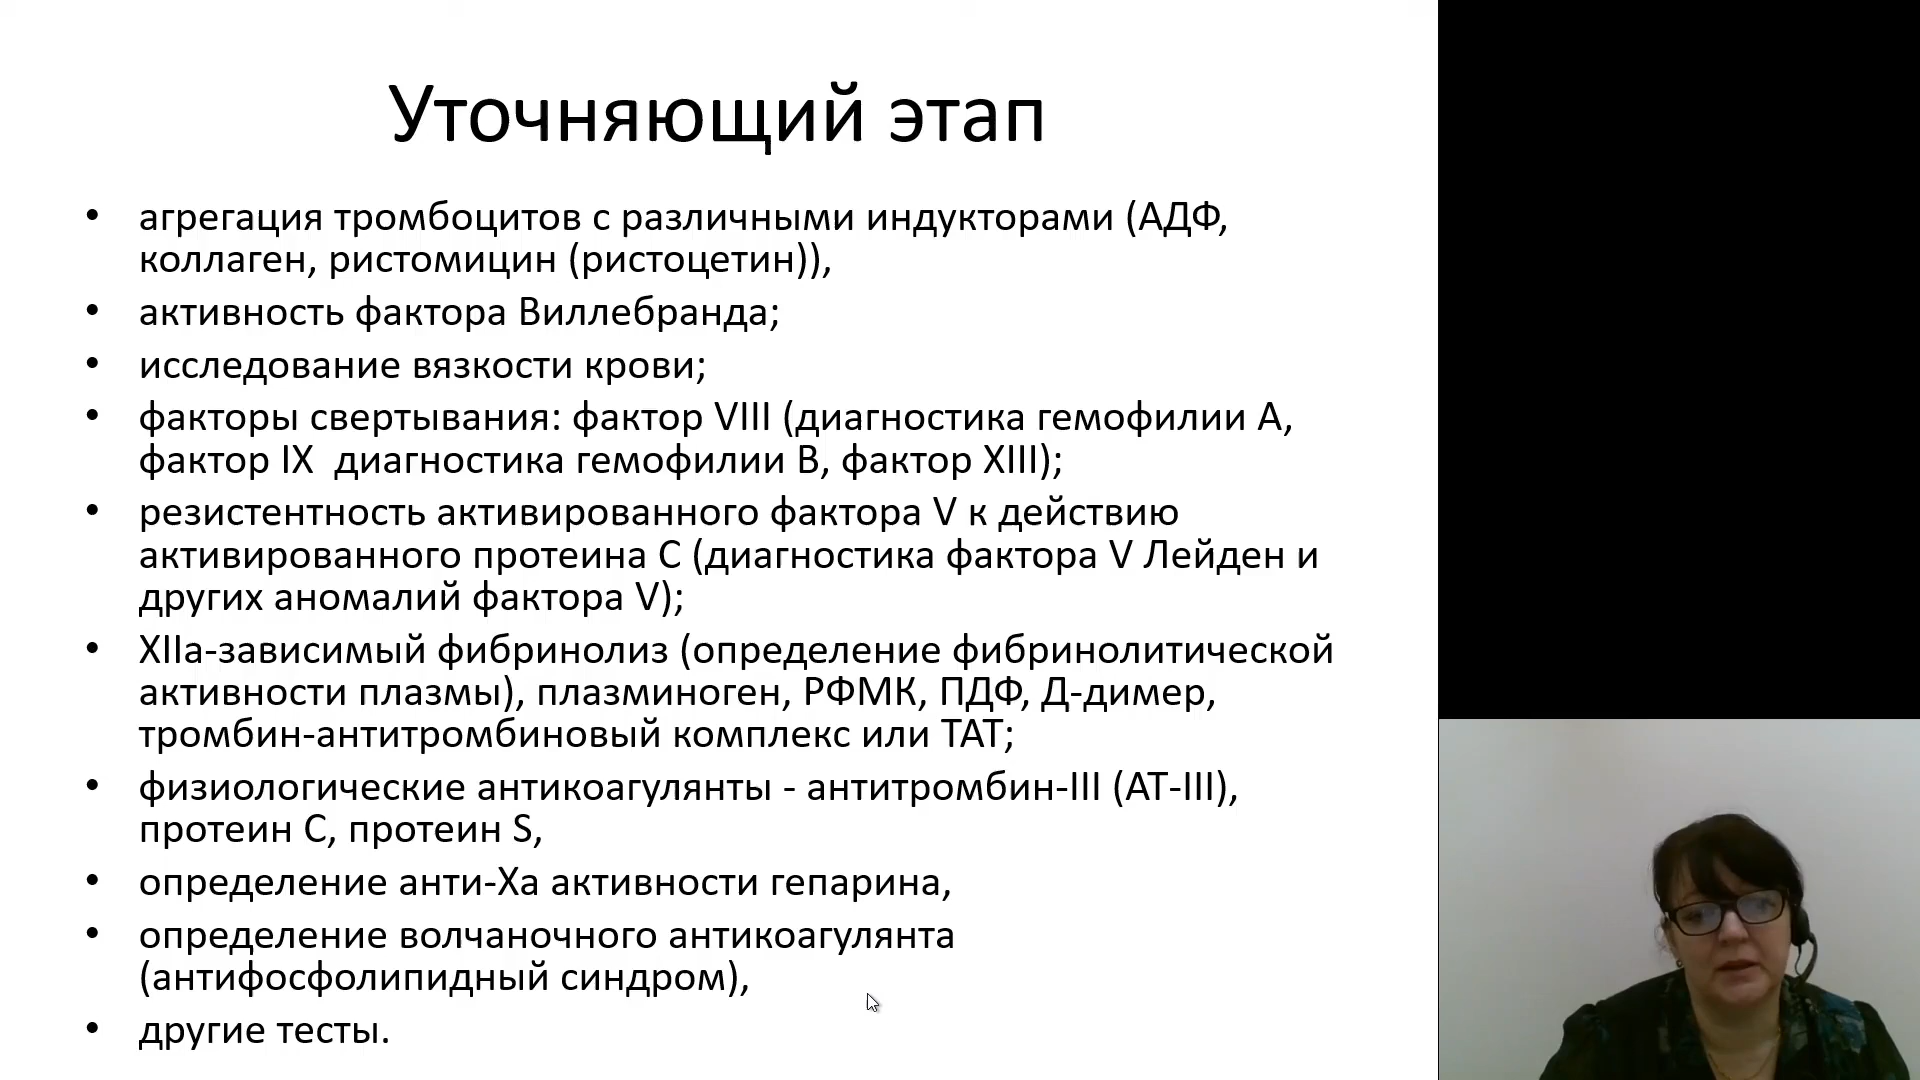 Уточняющий этап
• агрегация тромбоцитов с различными индукторами (АДФ,
коллаген, ристомицин (ристоцетин)),
• активность фактора Виллебранда;
• исследование вязкости крови;
• факторы свертывания: фактор VIII (диагностика гемофилии А,
фактор IX  диагностика гемофилии В, фактор XIII);
• резистентность активированного фактора V к действию
активированного протеина С (диагностика фактора V Лейден и
других аномалий фактора V);
• XIIа-зависимый фибринолиз (определение фибринолитической
активности плазмы), плазминоген, РФМК, ПДФ, Д-димер,
тромбин-антитромбиновый комплекс или ТАТ;
• физиологические антикоагулянты - антитромбин-III (АТ-III),
протеин С, протеин S,
• определение анти-Ха активности гепарина,
• определение волчаночного антикоагулянта
(антифосфолипидный синдром),
• другие тесты.